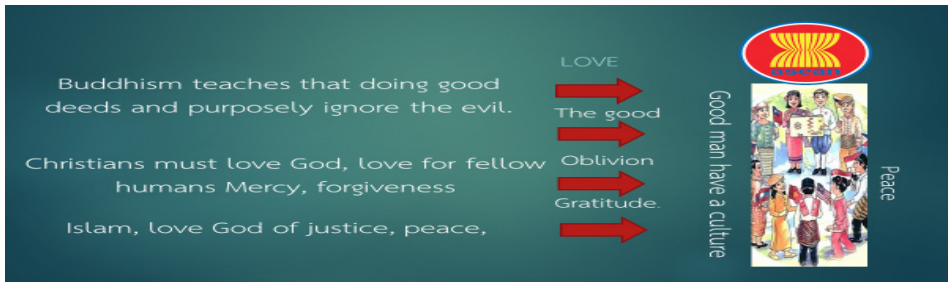 Buddhism teaches that doing good
deeds and purposely ignore the evil.
Christians must love God, love for fellow
humans Mercy, forgiveness
Islam, love God of justice, peace,
LOVE
The good
Oblivion
Gratitude.
Good man have a culture
asean
Peace